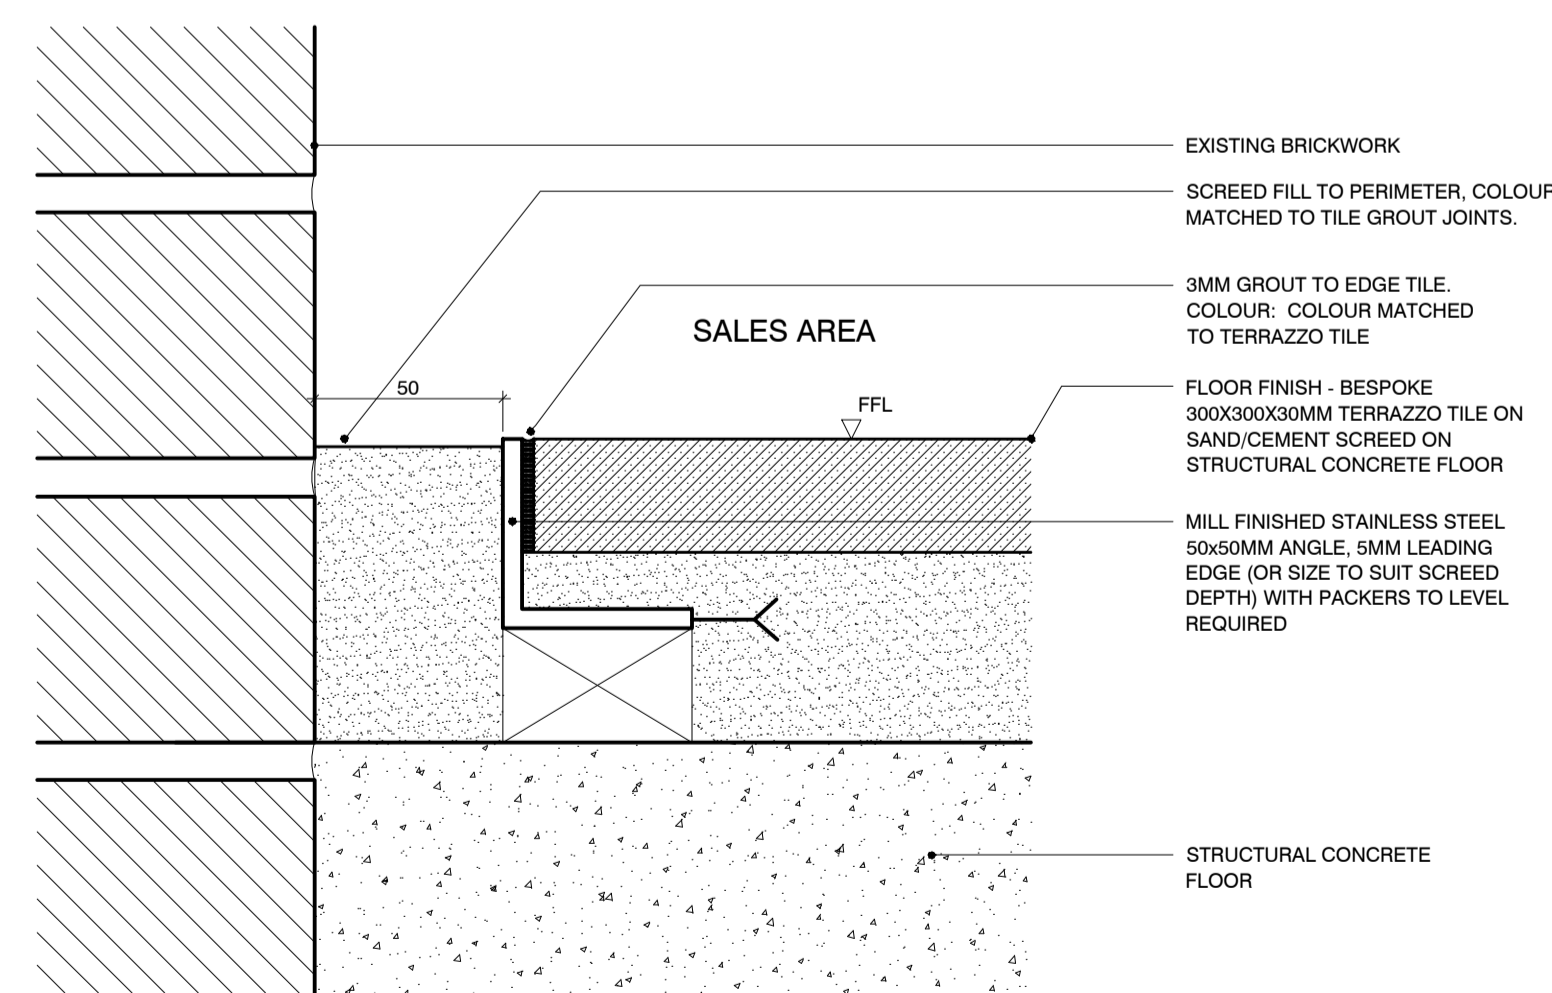 EXISTING BRICKWORK
SCREED FILL TO PERIMETER, COLOUR
MATCHED TO TILE GROUT JOINTS.
3MM GROUT TO EDGE TILE.
COLOUR: COLOUR MATCHED
TO TERRAZZO TILE
SALES AREA
50
FFL
FLOOR FINISH - BESPOKE
300X300X30MM TERRAZZO TILE ON
SAND/CEMENT SCREED ON
STRUCTURAL CONCRETE FLOOR
MILL FINISHED STAINLESS STEEL
50x50MM ANGLE, 5MM LEADING
EDGE (OR SIZE TO SUIT SCREED
DEPTH) WITH PACKERS TO LEVEL
REQUIRED
STRUCTURAL CONCRETE
FLOOR